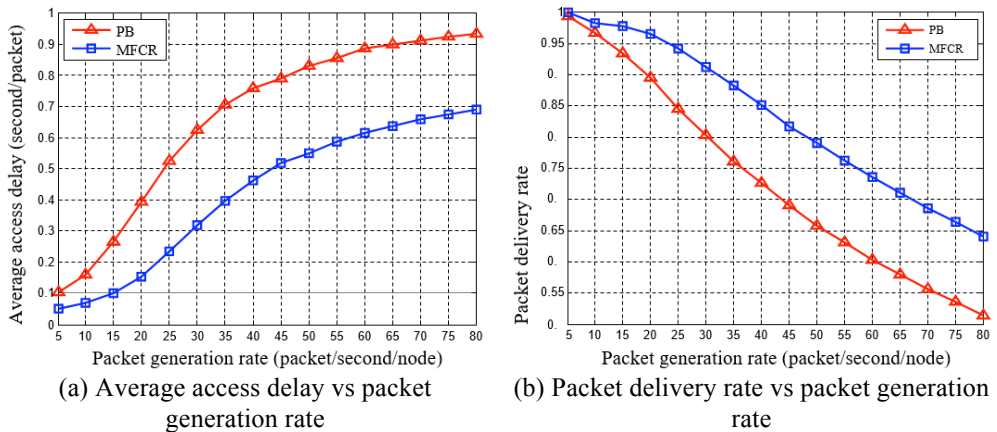 PB
MFCR
1
0.9
0.8
0.7
0.6
0.5
0.4
0.3
0.2
0.1
0
Average access delay (second/packet)
5 10 15 20 25 30 35 40 45 50 55 60 65 70 75 80
Packet generation rate (packet/second/node)
(a) Average access delay vs packet
generation rate
PB
MFCR
1
0.95
0.
0.85
0.
0.75
0.
0.65
0.
0.55
0.
Packet delivery rate
5 10 15 20 25 30 35 40 45 50 55 60 65 70 75 80
Packet generation rate (packet/second/node)
(b) Packet delivery rate vs packet generation
rate